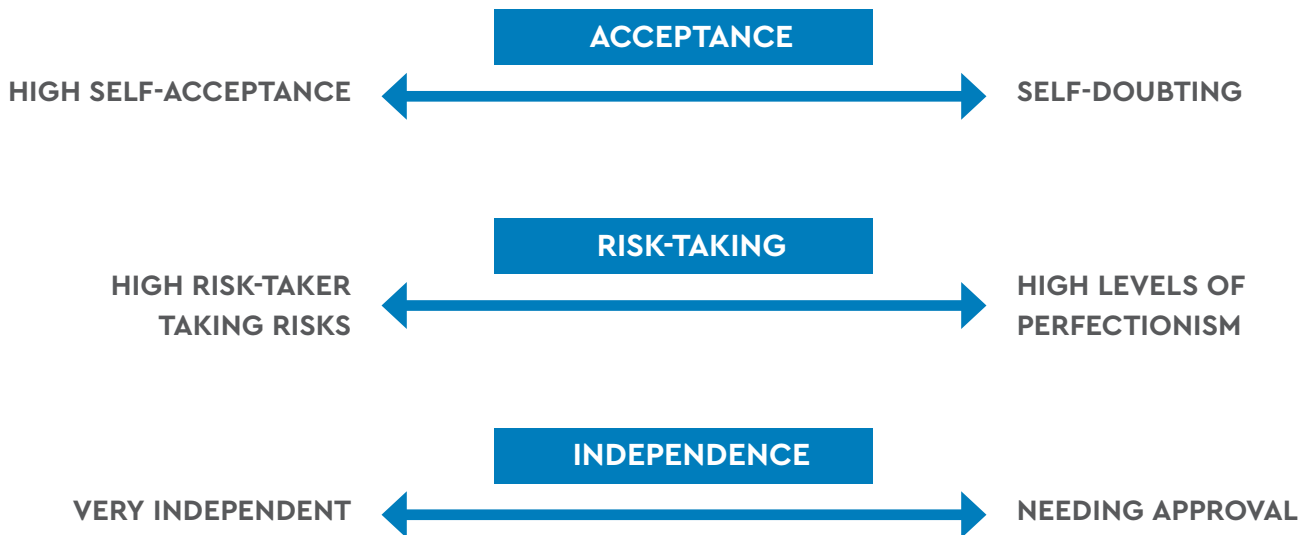 ACCEPTANCE
HIGH SELF-ACCEPTANCE
SELF-DOUBTING
RISK-TAKING
HIGH RISK-TAKER
TAKING RISKS
HIGH LEVELS OF
PERFECTIONISM
INDEPENDENCE
VERY INDEPENDENT
NEEDING APPROVAL